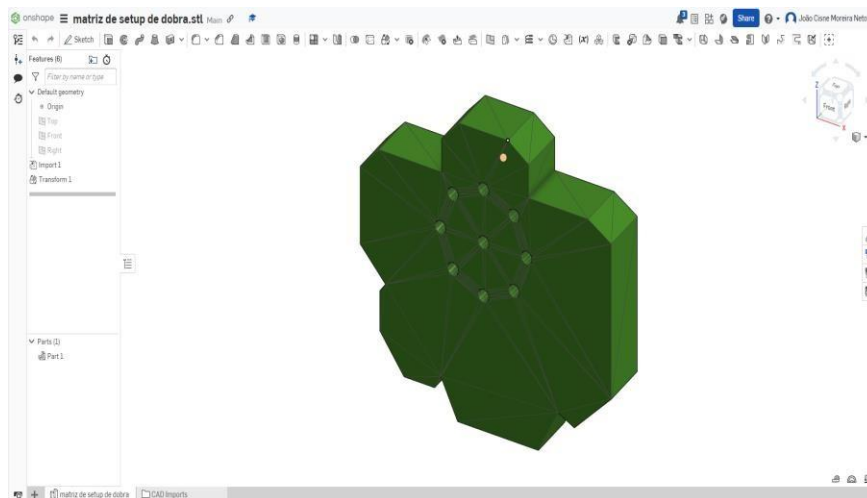 onshape matriz de setup de dobra.stl Main
Share João Cisne Moreira Neto
Sketch
Features (6)
Filter by name or type
Default geometry
Origin
Top
Front
Right
Import 1
Transform 1
Parts (1)
Part 1
Z
Top
Front
X
matriz de setup de dobra CAD Imports